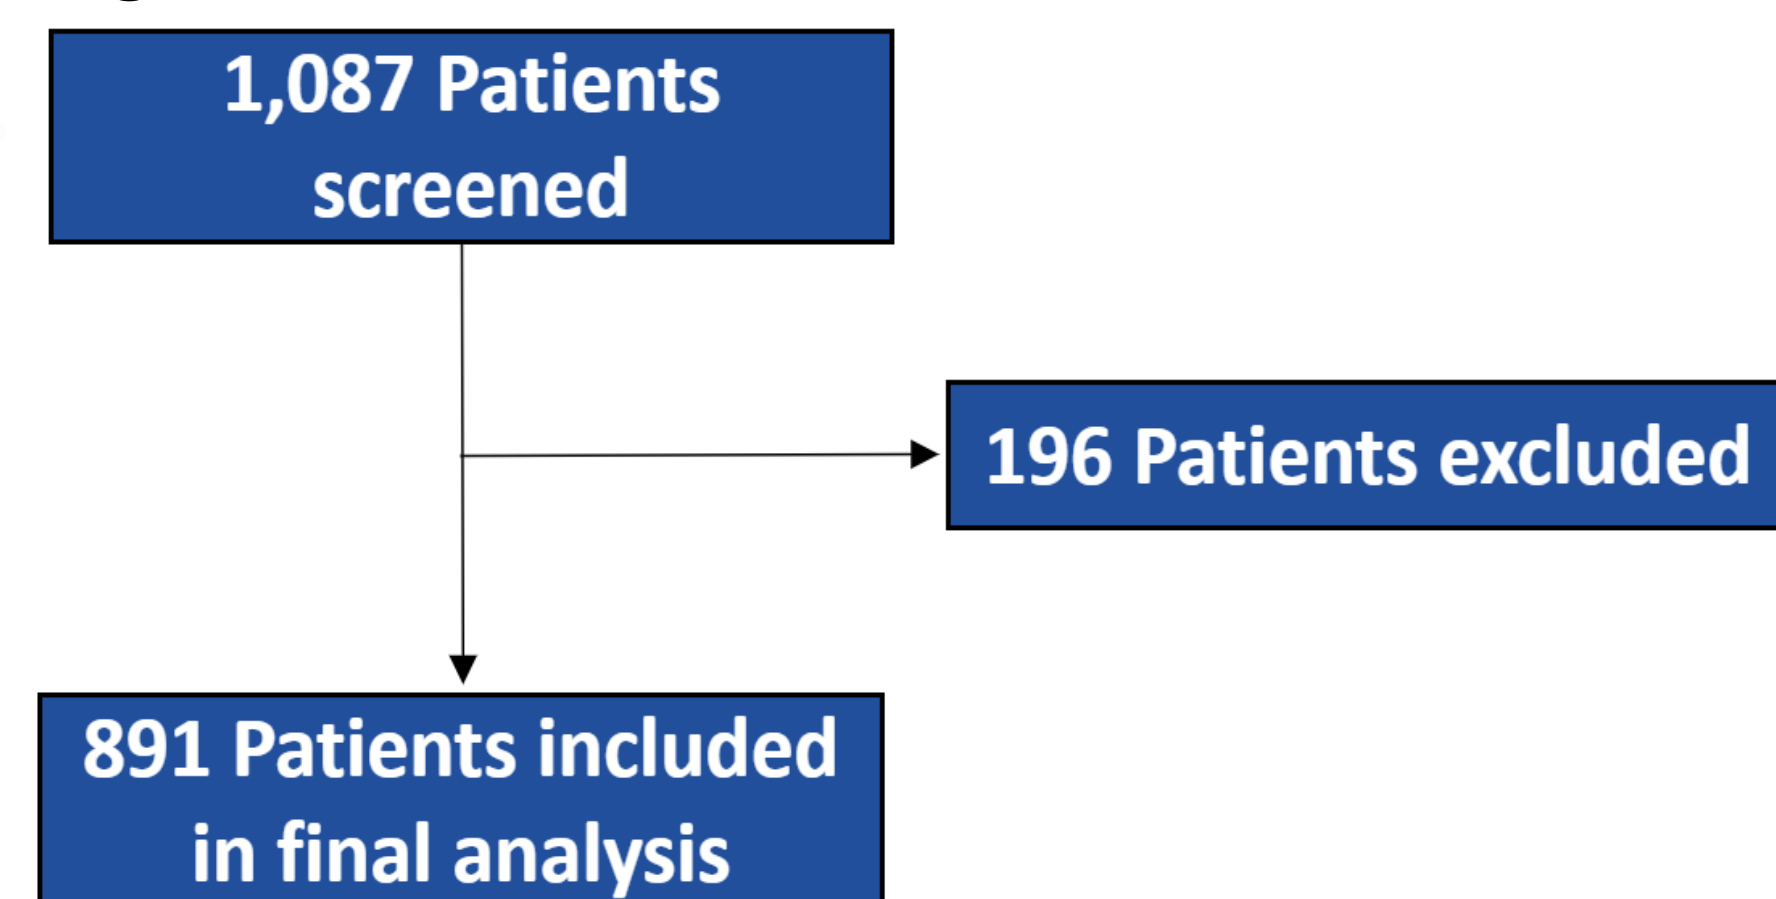 1,087 Patients
screened
196 Patients excluded
891 Patients included
in final analysis